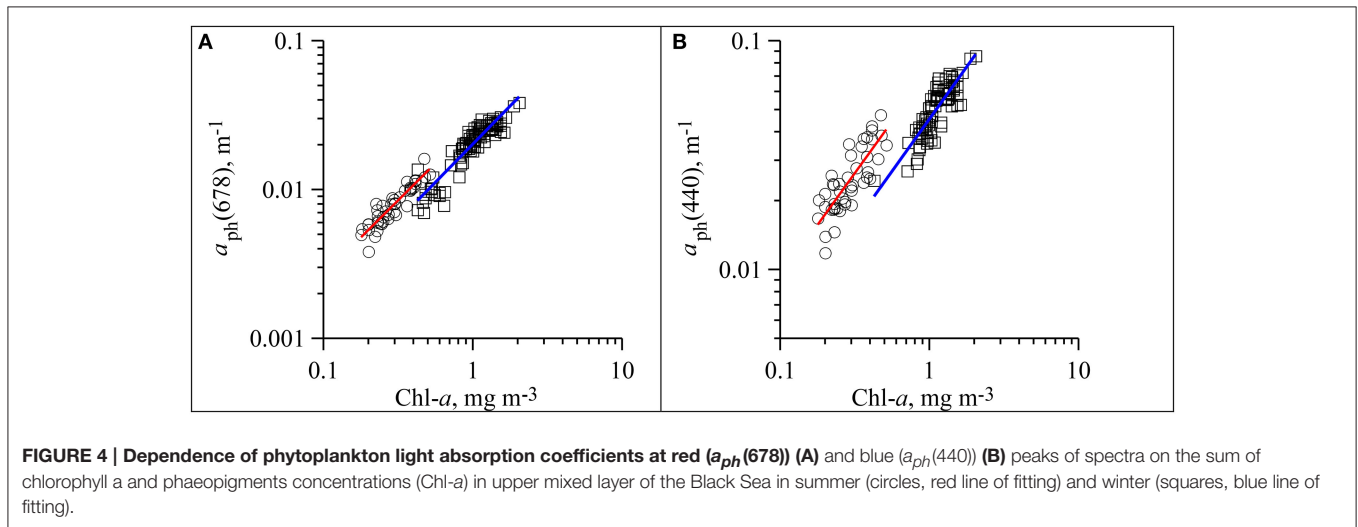 A
0.1
0.01
0.001
a_ph(678), m⁻¹
0.1 1 10
Chl-a, mg m⁻³
B
0.1
0.01
a_ph(440), m⁻¹
0.1 1 10
Chl-a, mg m⁻³
FIGURE 4 | Dependence of phytoplankton light absorption coefficients at red (a_ph(678)) (A) and blue (a_ph(440)) (B) peaks of spectra on the sum of
chlorophyll a and phaeopigments concentrations (Chl-a) in upper mixed layer of the Black Sea in summer (circles, red line of fitting) and winter (squares, blue line of
fitting).